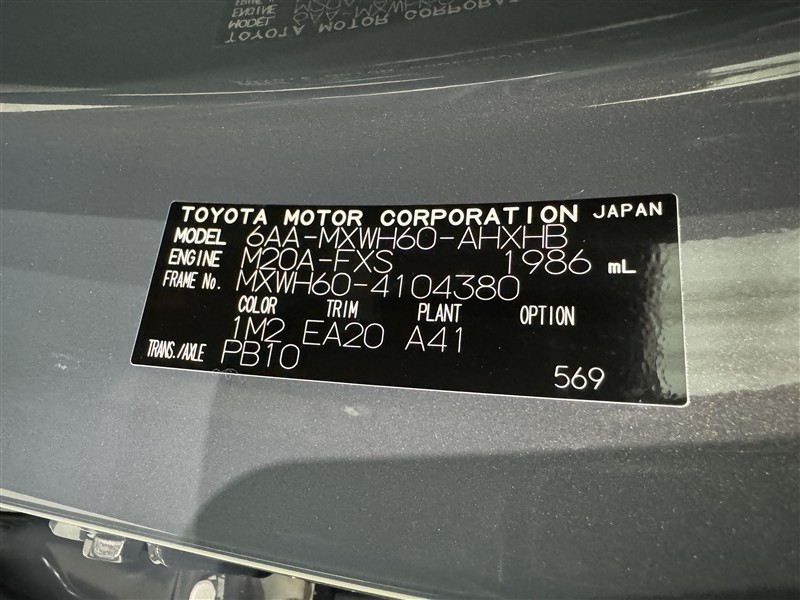 TOYOTA MOTOR CORPORATION JAPAN
MODEL 6AA-MXWH60-AHXHB
ENGINE M20A-FXS 1986 mL
FRAME No. MXWH60-4104380
COLOR TRIM PLANT OPTION
1M2 EA20 A41
TRANS./AXLE PB10
569